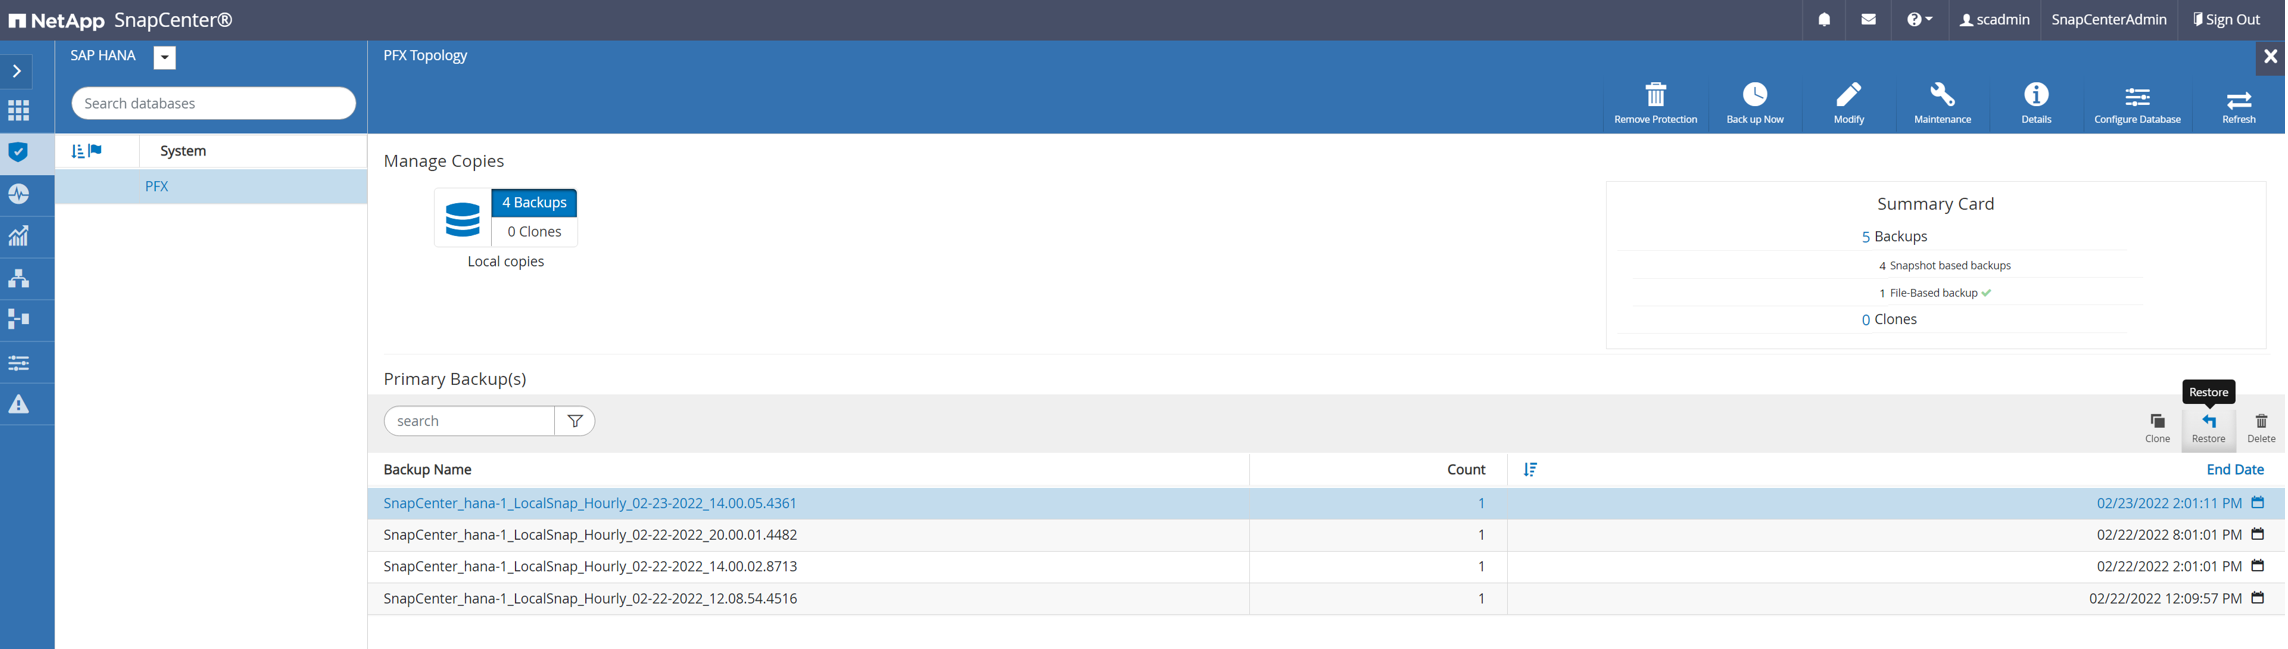 NetApp SnapCenter®
scadmin
SnapCenterAdmin
Sign Out
SAP HANA
PFX Topology
Search databases
Remove Protection
Back up Now
Modify
Maintenance
Details
Configure Database
Refresh
System
PFX
Manage Copies
4 Backups
0 Clones
Local copies
Summary Card
5 Backups
4 Snapshot based backups
1 File-Based backup
0 Clones
Primary Backup(s)
Restore
search
Clone
Restore
Delete
Backup Name Count End Date
SnapCenter_hana-1_LocalSnap_Hourly_02-23-2022_14.00.05.4361 1 02/23/2022 2:01:11 PM
SnapCenter_hana-1_LocalSnap_Hourly_02-22-2022_20.00.01.4482 1 02/22/2022 8:01:01 PM
SnapCenter_hana-1_LocalSnap_Hourly_02-22-2022_14.00.02.8713 1 02/22/2022 2:01:01 PM
SnapCenter_hana-1_LocalSnap_Hourly_02-22-2022_12.08.54.4516 1 02/22/2022 12:09:57 PM